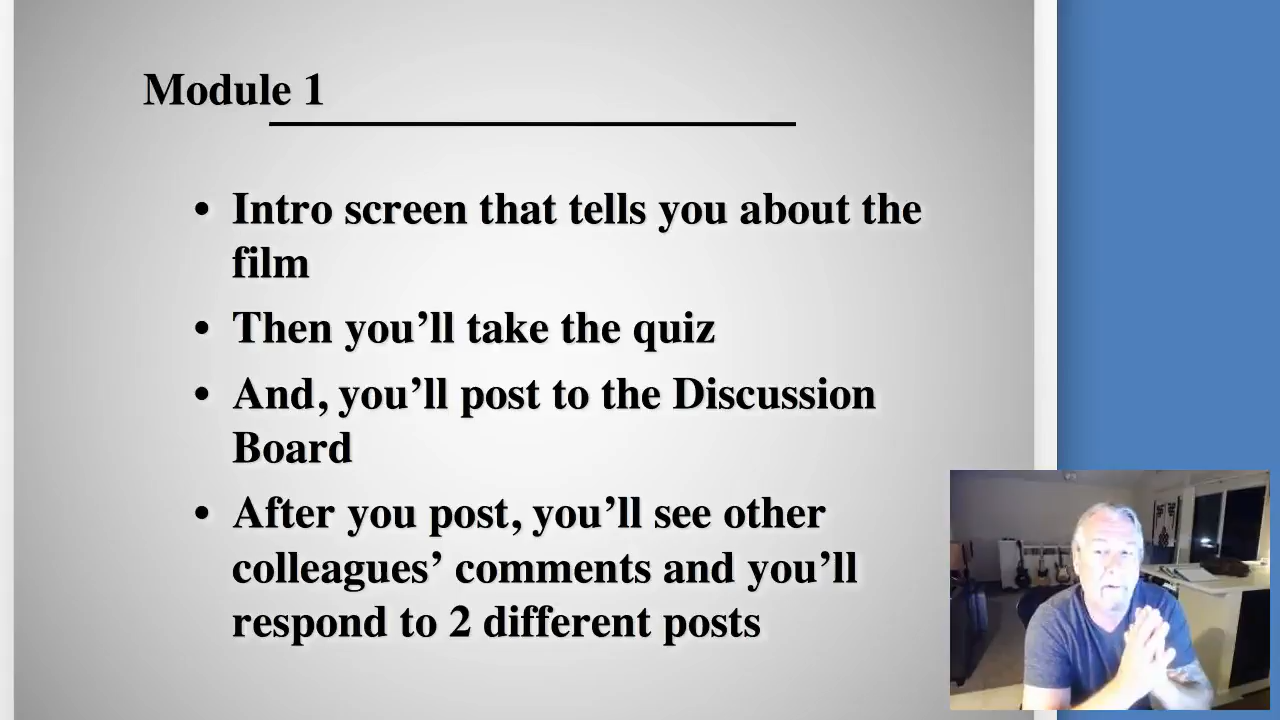 Module 1
• Intro screen that tells you about the
film
• Then you’ll take the quiz
• And, you’ll post to the Discussion
Board
• After you post, you’ll see other
colleagues’ comments and you’ll
respond to 2 different posts